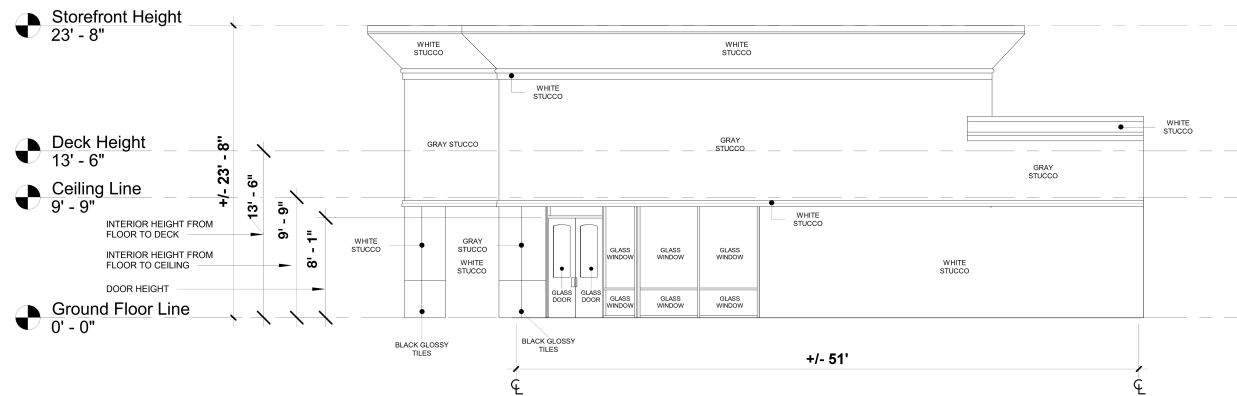 Storefront Height
23' - 8"
WHITE
STUCCO
WHITE
STUCCO
WHITE
STUCCO
WHITE
STUCCO
Deck Height
13' - 6"
GRAY STUCCO
GRAY
STUCCO
GRAY
STUCCO
+/- 23' - 8"
13' - 6"
9' - 9"
8' - 1"
Ceiling Line
9' - 9"
INTERIOR HEIGHT FROM
FLOOR TO DECK
INTERIOR HEIGHT FROM
FLOOR TO CEILING
DOOR HEIGHT
WHITE
STUCCO
GRAY
STUCCO
WHITE
STUCCO
WHITE
STUCCO
GLASS
WINDOW
GLASS
WINDOW
GLASS
WINDOW
WHITE
STUCCO
GLASS
DOOR
GLASS
DOOR
GLASS
WINDOW
GLASS
WINDOW
GLASS
WINDOW
Ground Floor Line
0' - 0"
BLACK GLOSSY
TILES
BLACK GLOSSY
TILES
+/- 51'
℄
℄